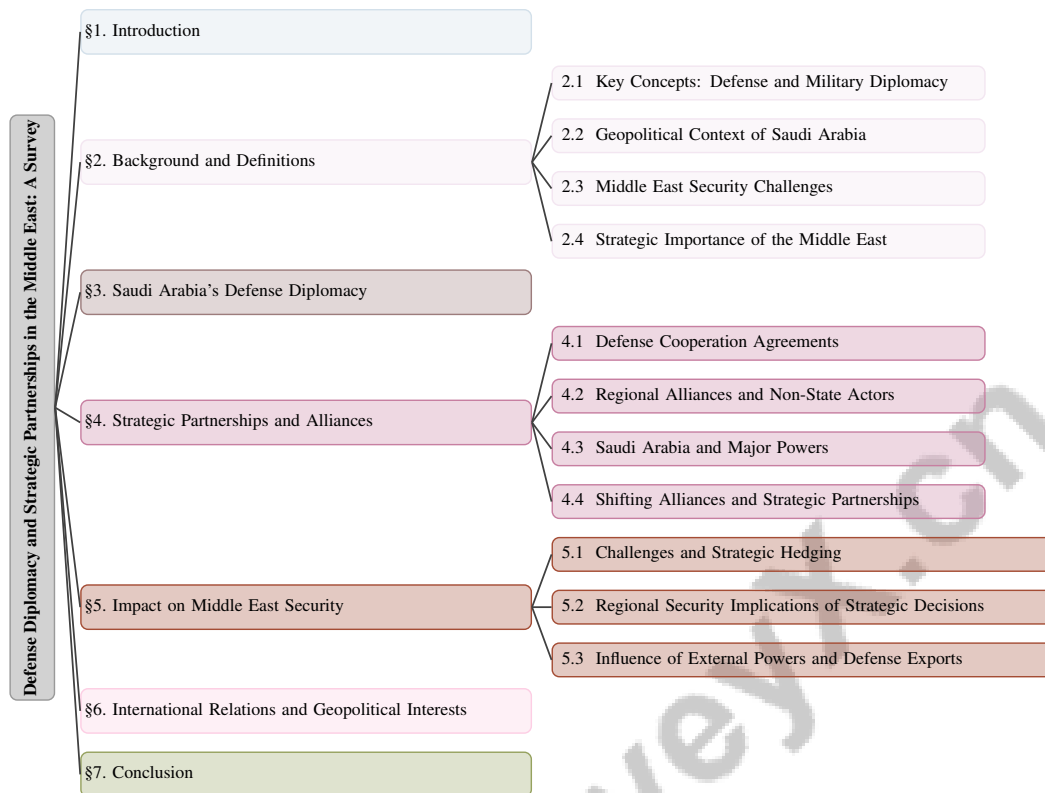 Defense Diplomacy and Strategic Partnerships in the Middle East: A Survey
§1. Introduction
§2. Background and Definitions
2.1 Key Concepts: Defense and Military Diplomacy
2.2 Geopolitical Context of Saudi Arabia
2.3 Middle East Security Challenges
2.4 Strategic Importance of the Middle East
§3. Saudi Arabia's Defense Diplomacy
§4. Strategic Partnerships and Alliances
4.1 Defense Cooperation Agreements
4.2 Regional Alliances and Non-State Actors
4.3 Saudi Arabia and Major Powers
4.4 Shifting Alliances and Strategic Partnerships
§5. Impact on Middle East Security
5.1 Challenges and Strategic Hedging
5.2 Regional Security Implications of Strategic Decisions
5.3 Influence of External Powers and Defense Exports
§6. International Relations and Geopolitical Interests
§7. Conclusion
veyx.cn